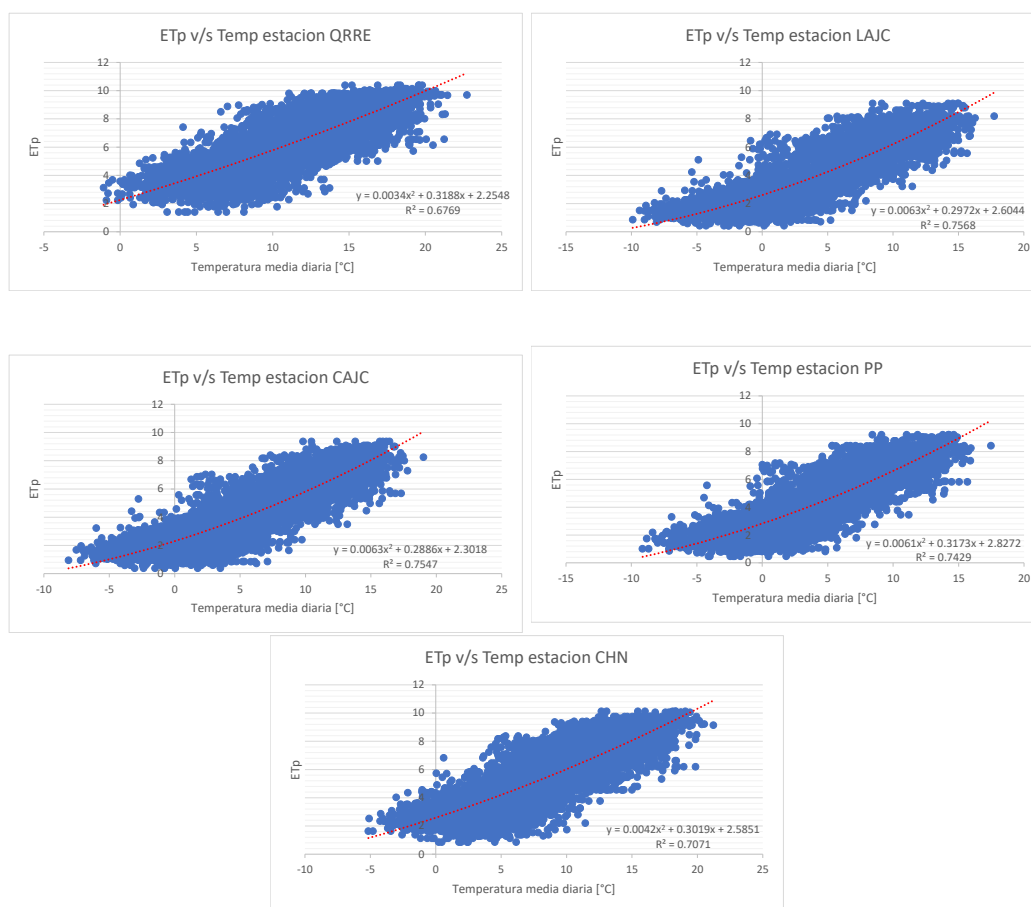 ETp v/s Temp estacion QRRE
12
10
8
6
4
2
0
-5 0 5 10 15 20 25
ETp
Temperatura media diaria [°C]
y = 0.0034x² + 0.3188x + 2.2548
R² = 0.6769
ETp v/s Temp estacion LAJC
12
10
8
6
4
2
0
-15 -10 -5 0 5 10 15 20
ETp
Temperatura media diaria [°C]
y = 0.0063x² + 0.2972x + 2.6044
R² = 0.7568
ETp v/s Temp estacion CAJC
12
10
8
6
4
2
0
-10 -5 0 5 10 15 20 25
ETp
Temperatura media diaria [°C]
y = 0.0063x² + 0.2886x + 2.3018
R² = 0.7547
ETp v/s Temp estacion PP
12
10
8
6
4
2
0
-15 -10 -5 0 5 10 15 20
ETp
Temperatura media diaria [°C]
y = 0.0061x² + 0.3173x + 2.8272
R² = 0.7429
ETp v/s Temp estacion CHN
12
10
8
6
4
2
0
-10 -5 0 5 10 15 20 25
ETp
Temperatura media diaria [°C]
y = 0.0042x² + 0.3019x + 2.5851
R² = 0.7071